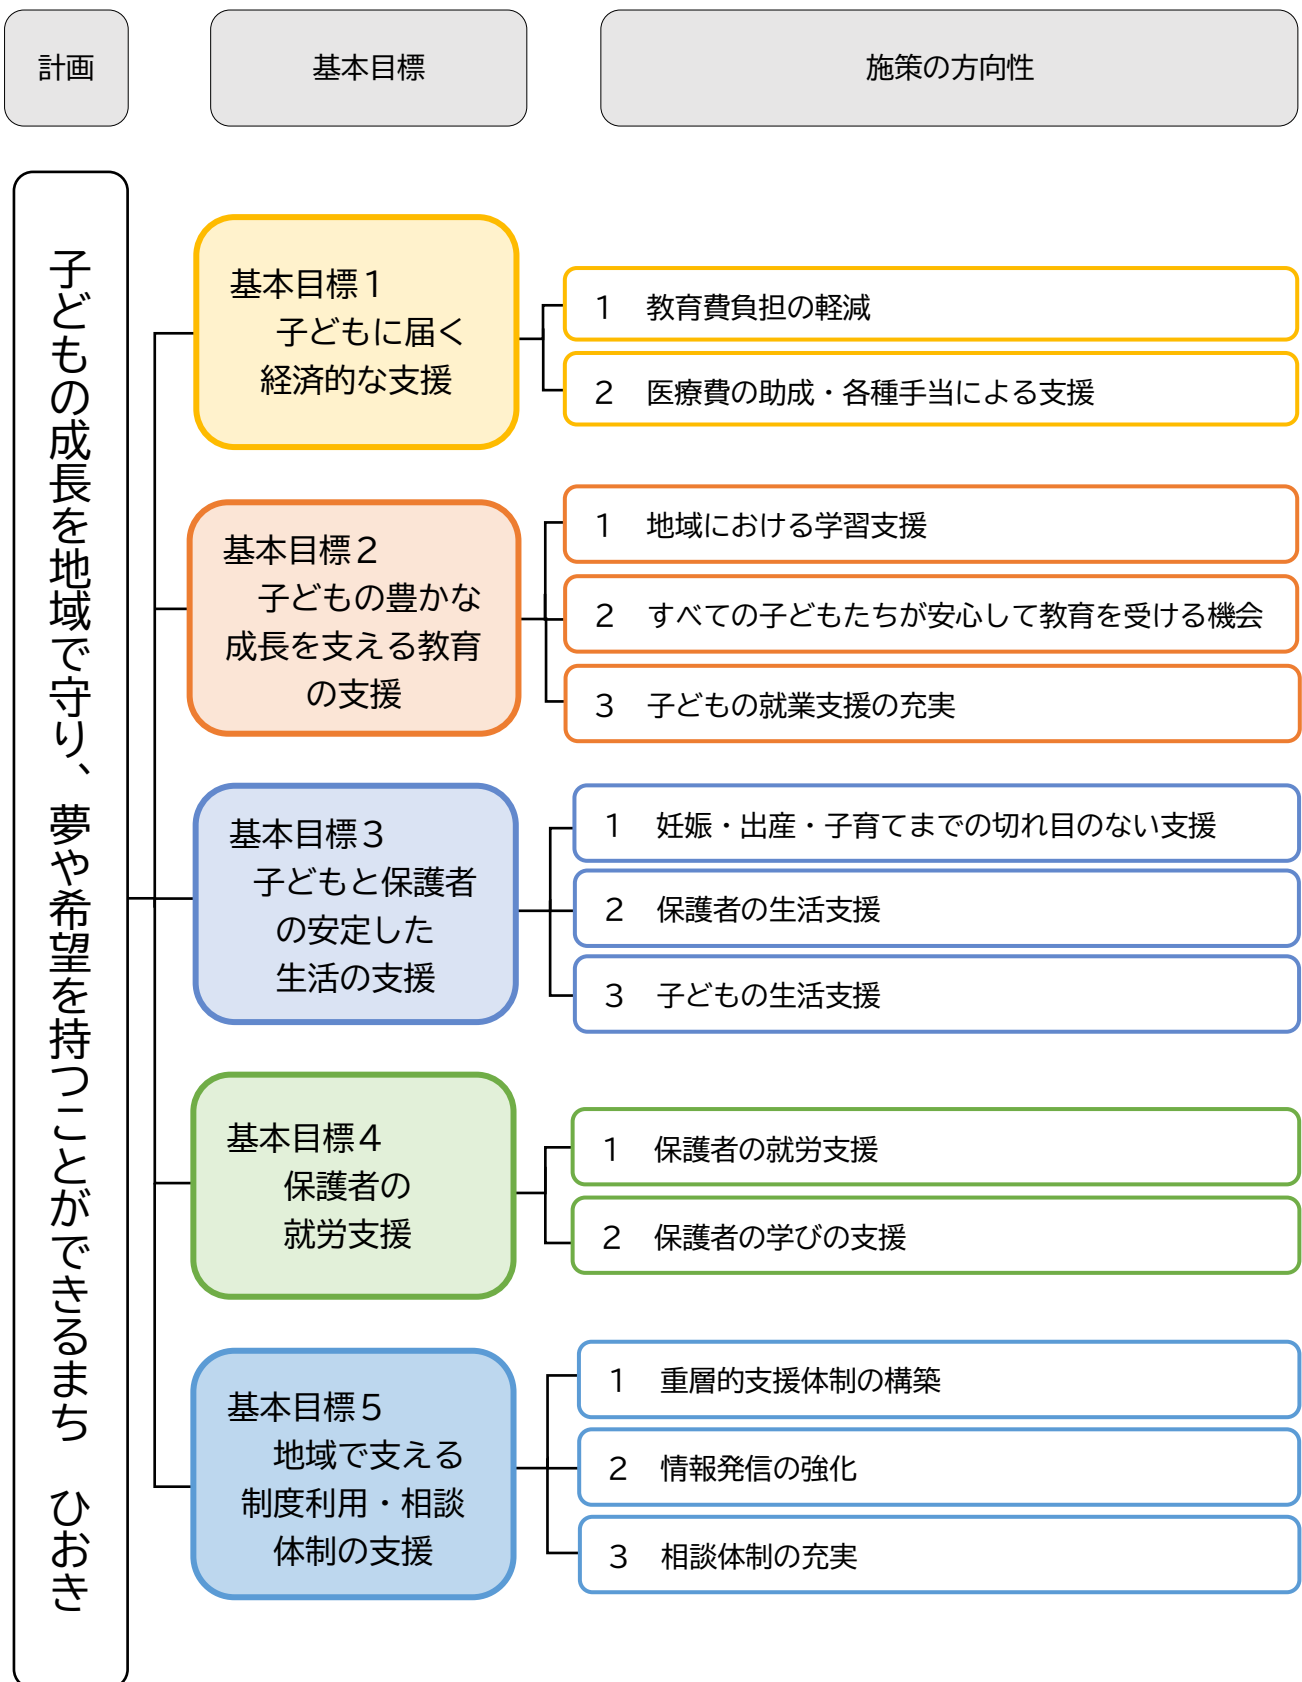 計画
基本目標
施策の方向性
子どもの成長を地域で守り、夢や希望を持つことができるまち　ひおき
基本目標１
子どもに届く
経済的な支援
１　教育費負担の軽減
２　医療費の助成・各種手当による支援
基本目標２
子どもの豊かな
成長を支える教育
の支援
１　地域における学習支援
２　すべての子どもたちが安心して教育を受ける機会
３　子どもの就業支援の充実
基本目標３
子どもと保護者
の安定した
生活の支援
１　妊娠・出産・子育てまでの切れ目のない支援
２　保護者の生活支援
３　子どもの生活支援
基本目標４
保護者の
就労支援
１　保護者の就労支援
２　保護者の学びの支援
基本目標５
地域で支える
制度利用・相談
体制の支援
１　重層的支援体制の構築
２　情報発信の強化
３　相談体制の充実